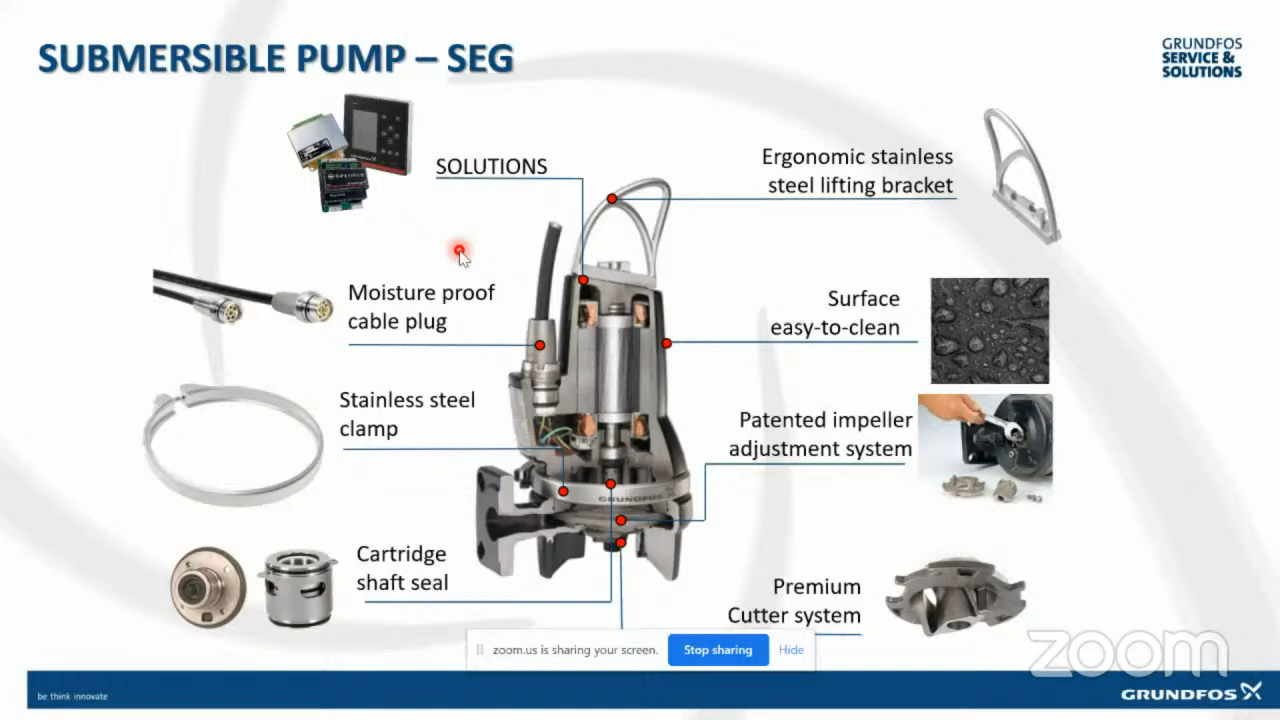 SUBMERSIBLE PUMP – SEG
GRUNDFOS
SERVICE &
SOLUTIONS
SOLUTIONS
Ergonomic stainless
steel lifting bracket
Moisture proof
cable plug
Surface
easy-to-clean
Stainless steel
clamp
Patented impeller
adjustment system
GRUNDFOS
Cartridge
shaft seal
Premium
Cutter system
zoom.us is sharing your screen.
Stop sharing
Hide
zoom
be think innovate
GRUNDFOS